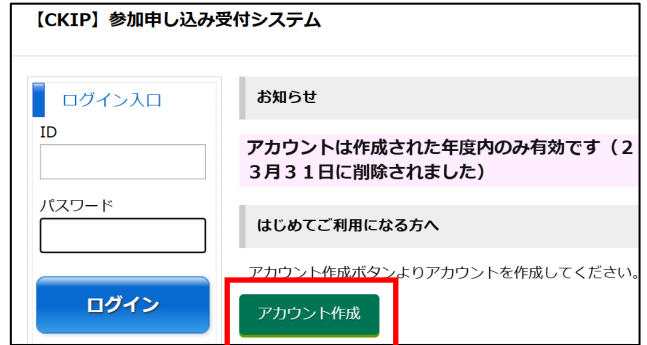 【CKIP】参加申し込み受付システム
ログイン入口
ID
パスワード
ログイン
お知らせ
アカウントは作成された年度内のみ有効です（２
３月３１日に削除されました）
はじめてご利用になる方へ
アカウント作成ボタンよりアカウントを作成してください。
アカウント作成